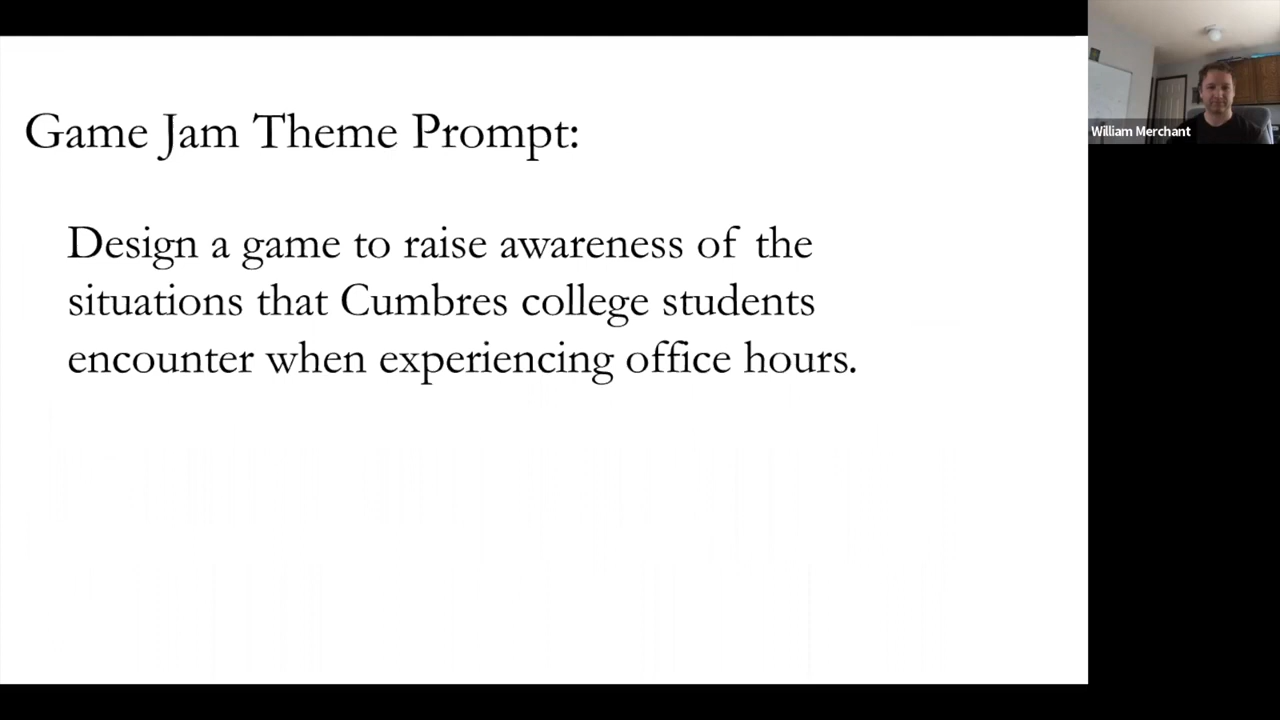 Game Jam Theme Prompt:
Design a game to raise awareness of the
situations that Cumbres college students
encounter when experiencing office hours.
William Merchant